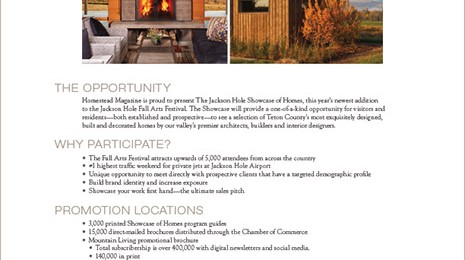 THE OPPORTUNITY
Homestead Magazine is proud to present The Jackson Hole Showcase of Homes, this year's newest addition
to the Jackson Hole Fall Arts Festival. The Showcase will provide a one-of-a-kind opportunity for visitors and
residents—both established and prospective—to see a selection of Teton County's most exquisitely designed,
built and decorated homes by our valley's premier architects, builders and interior designers.
WHY PARTICIPATE?
• The Fall Arts Festival attracts upwards of 5,000 attendees from across the country
• #1 highest traffic weekend for private jets at Jackson Hole Airport
• Unique opportunity to meet directly with prospective clients that have a targeted demographic profile
• Build brand identity and increase exposure
• Showcase your work first hand—the ultimate sales pitch
PROMOTION LOCATIONS
• 3,000 printed Showcase of Homes program guides
• 15,000 direct-mailed brochures distributed through the Chamber of Commerce
• Mountain Living promotional brochure
• Total subscribership is over 400,000 with digital newsletters and social media.
• 140,000 in print